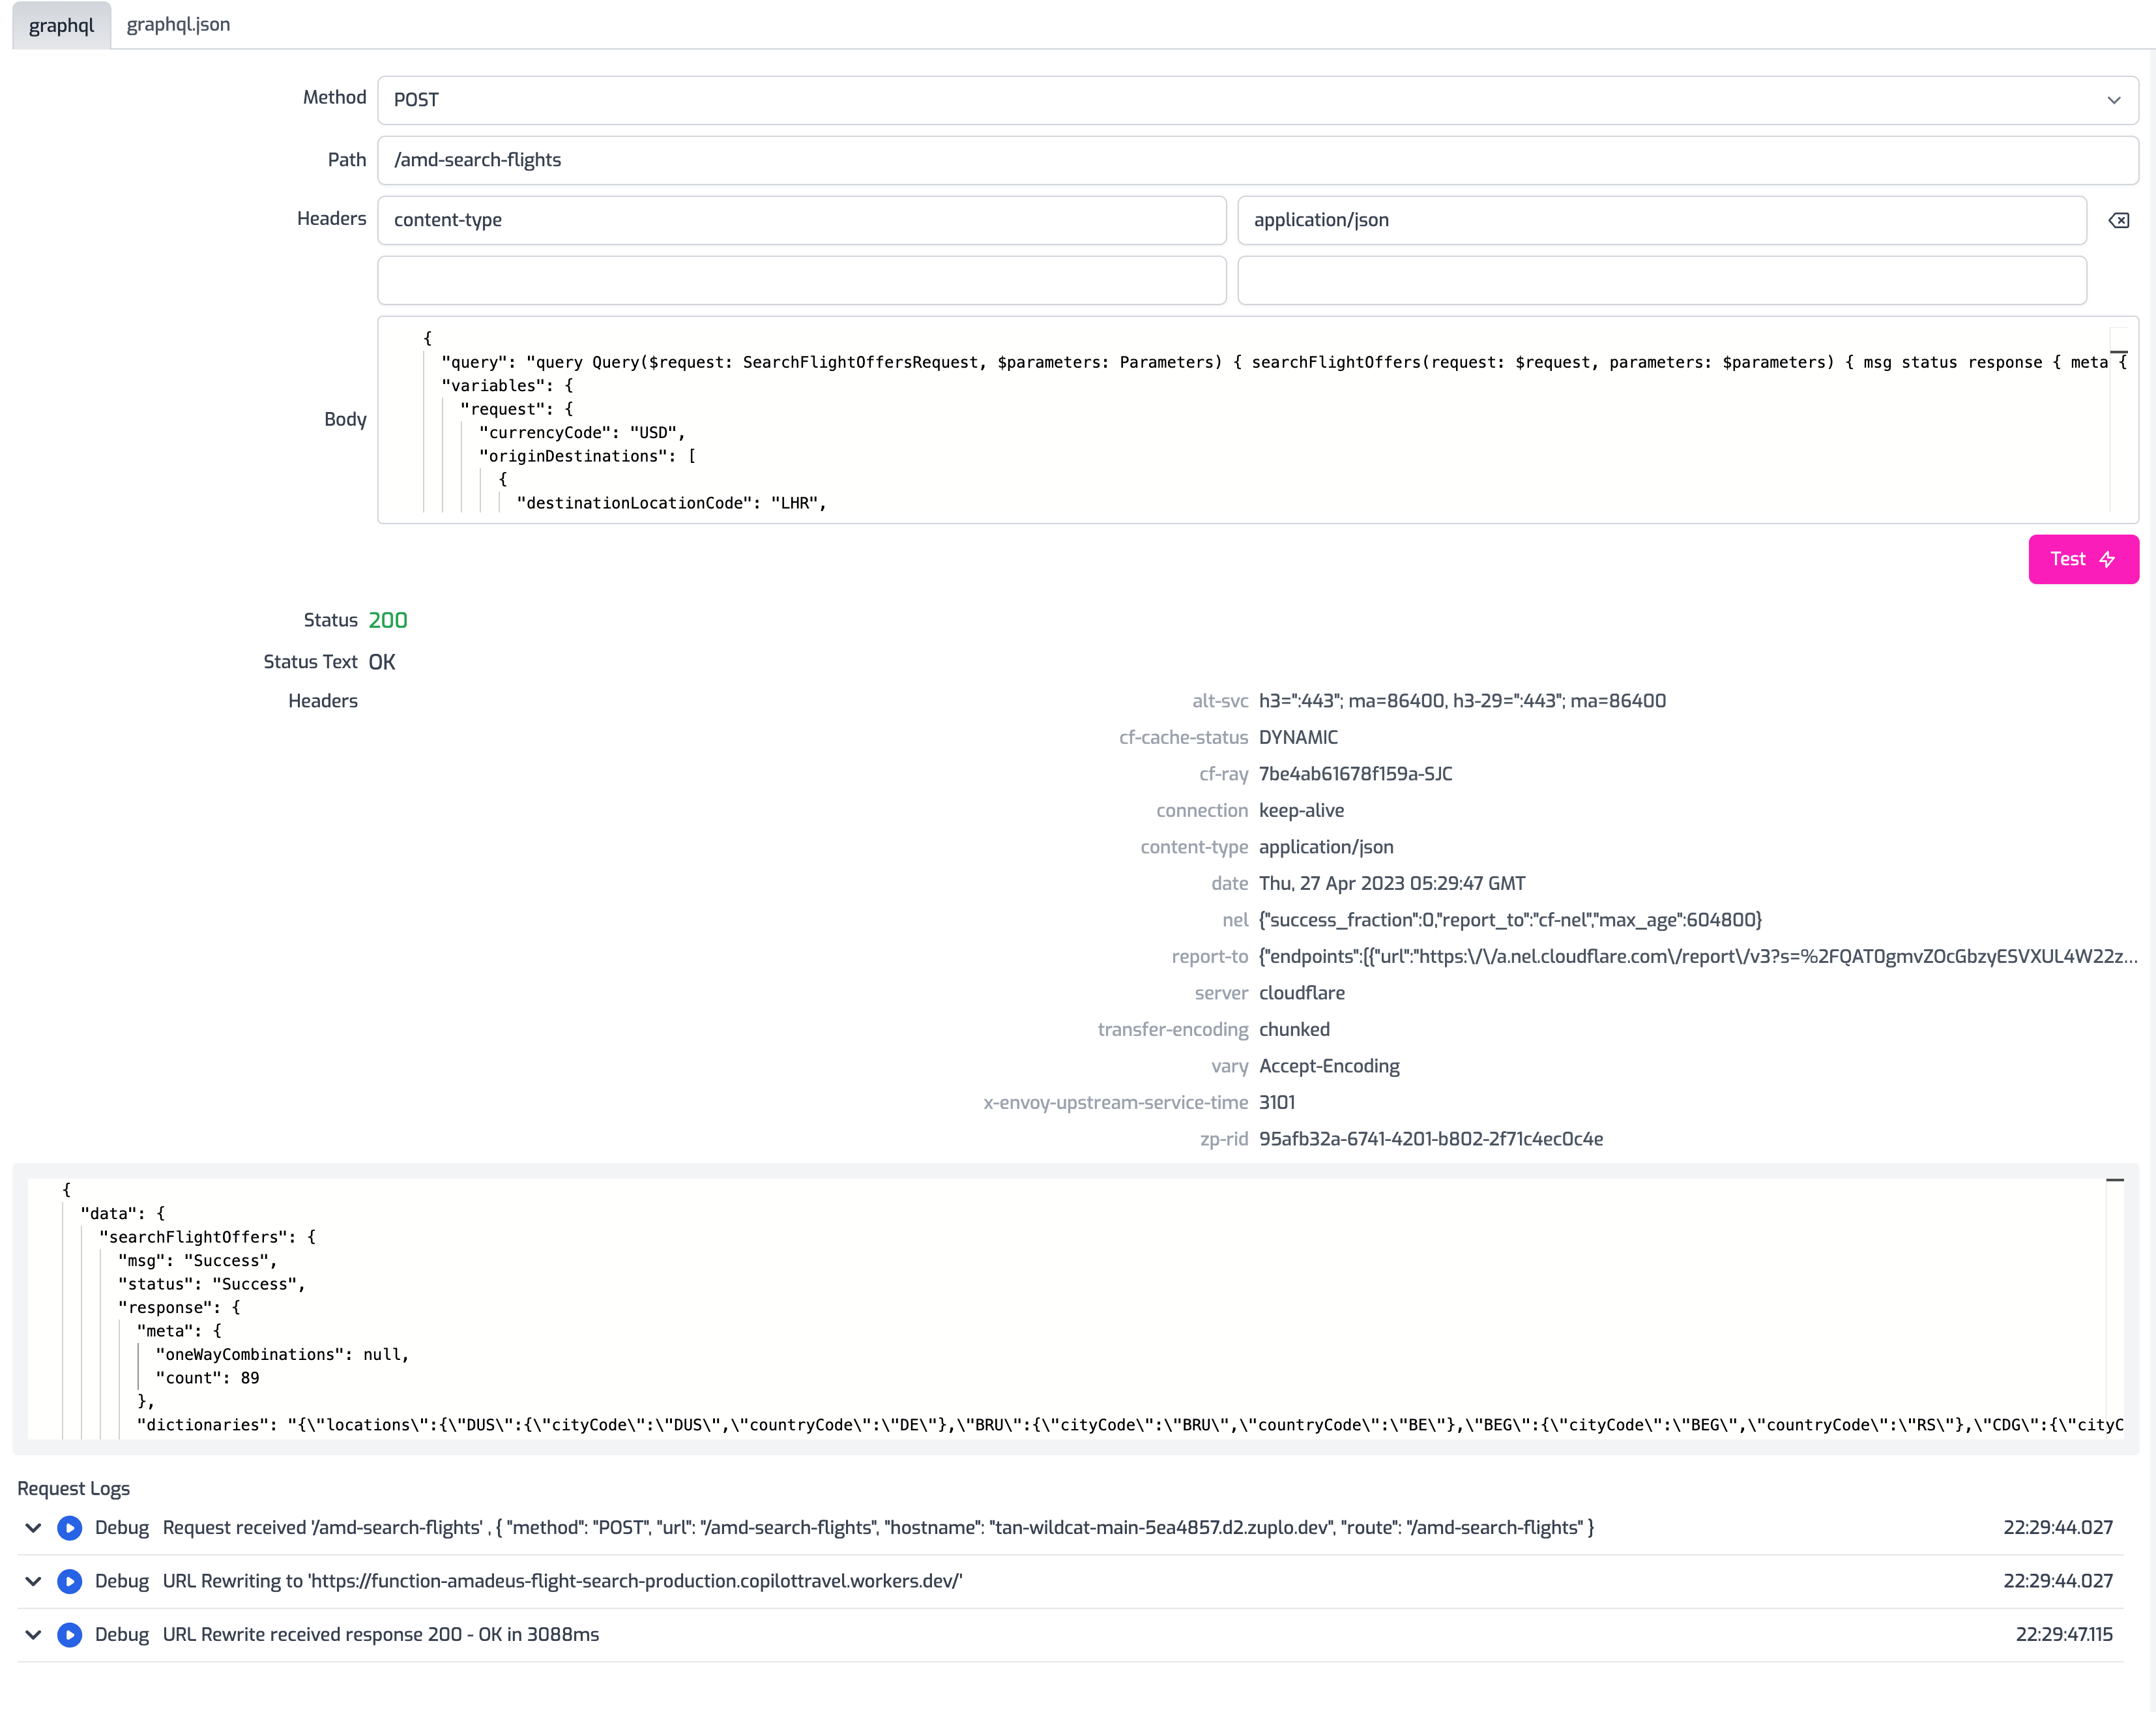 graphql graphql.json
Method POST
Path /amd-search-flights
Headers content-type application/json
Body
{
"query": "query Query($request: SearchFlightOffersRequest, $parameters: Parameters) { searchFlightOffers(request: $request, parameters: $parameters) { msg status response { meta {
"variables": {
"request": {
"currencyCode": "USD",
"originDestinations": [
{
"destinationLocationCode": "LHR",
Test
Status 200
Status Text OK
Headers
alt-svc h3=":443"; ma=86400, h3-29=":443"; ma=86400
cf-cache-status DYNAMIC
cf-ray 7be4ab61678f159a-SJC
connection keep-alive
content-type application/json
date Thu, 27 Apr 2023 05:29:47 GMT
nel {"success_fraction":0,"report_to":"cf-nel","max_age":604800}
report-to {"endpoints":[{"url":"https:\/\/a.nel.cloudflare.com\/report\/v3?s=%2FQAT0gmvZOcGbzyESVXUL4W22z...
server cloudflare
transfer-encoding chunked
vary Accept-Encoding
x-envoy-upstream-service-time 3101
zp-rid 95afb32a-6741-4201-b802-2f71c4ec0c4e
{
"data": {
"searchFlightOffers": {
"msg": "Success",
"status": "Success",
"response": {
"meta": {
"oneWayCombinations": null,
"count": 89
},
"dictionaries": "{\"locations\":{\"DUS\":{\"cityCode\":\"DUS\",\"countryCode\":\"DE\"},\"BRU\":{\"cityCode\":\"BRU\",\"countryCode\":\"BE\"},\"BEG\":{\"cityCode\":\"BEG\",\"countryCode\":\"RS\"},\"CDG\":{\"cityC
Request Logs
Debug Request received '/amd-search-flights' , { "method": "POST", "url": "/amd-search-flights", "hostname": "tan-wildcat-main-5ea4857.d2.zuplo.dev", "route": "/amd-search-flights" } 22:29:44.027
Debug URL Rewriting to 'https://function-amadeus-flight-search-production.copilottravel.workers.dev/' 22:29:44.027
Debug URL Rewrite received response 200 - OK in 3088ms 22:29:47.115